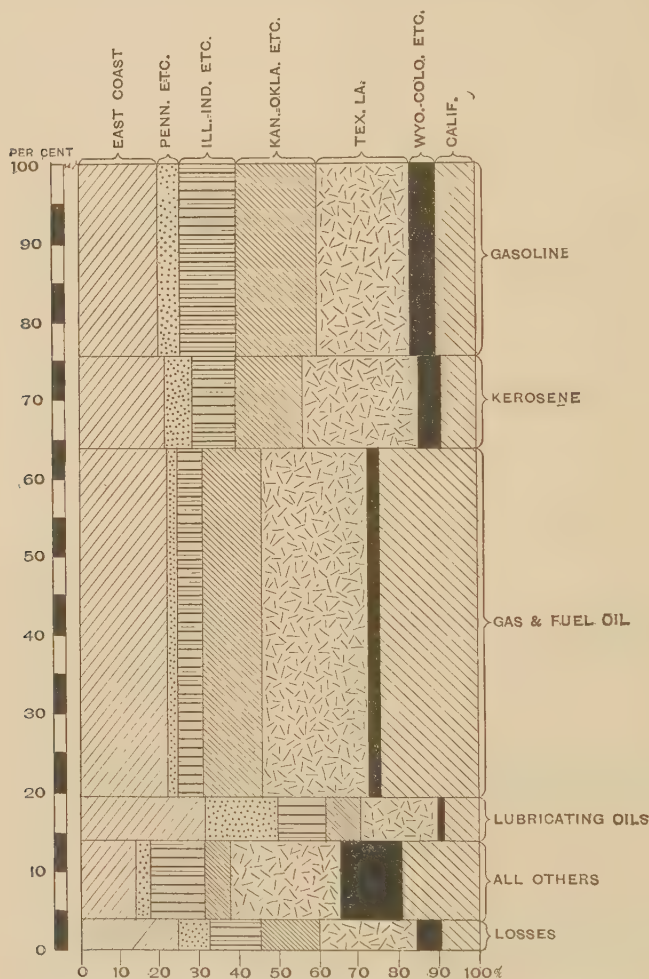 EAST COAST
PENN. ETC.
ILL.-IND. ETC.
KAN.-OKLA. ETC.
TEX. LA.
WYO.-COLO. ETC.
CALIF.
PER CENT
100
90
80
70
60
50
40
30
20
10
0
GASOLINE
KEROSENE
GAS & FUEL OIL
LUBRICATING OILS
ALL OTHERS
LOSSES
0 10 20 30 40 50 60 70 80 90 100%